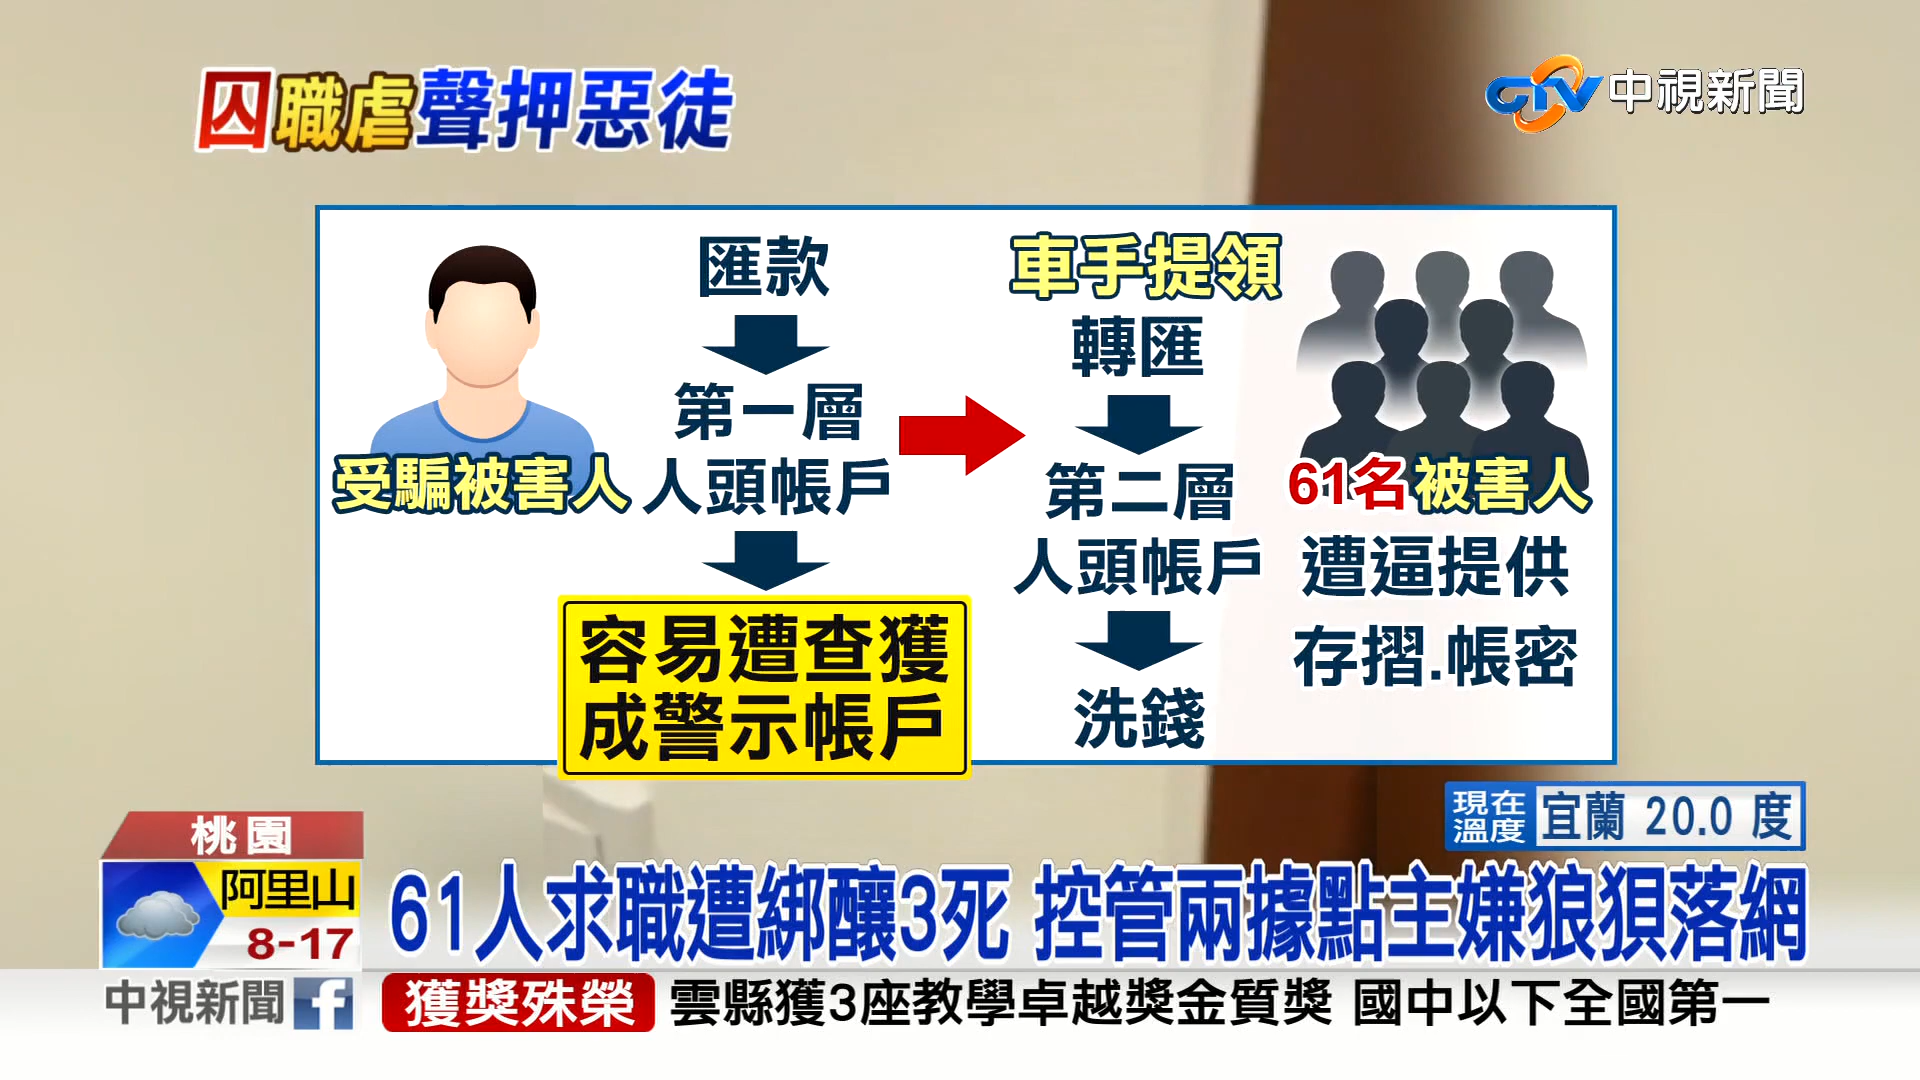 囚職虐聲押惡徒
CTV中視新聞
受騙被害人
匯款
第一層
人頭帳戶
容易遭查獲
成警示帳戶
車手提領
轉匯
第二層
人頭帳戶
洗錢
61名被害人
遭逼提供
存摺.帳密
現在溫度
宜蘭 20.0 度
桃園
阿里山
8-17
61人求職遭綁釀3死 控管兩據點主嫌狼狽落網
中視新聞 f
獲獎殊榮 雲縣獲3座教學卓越獎金質獎 國中以下全國第一